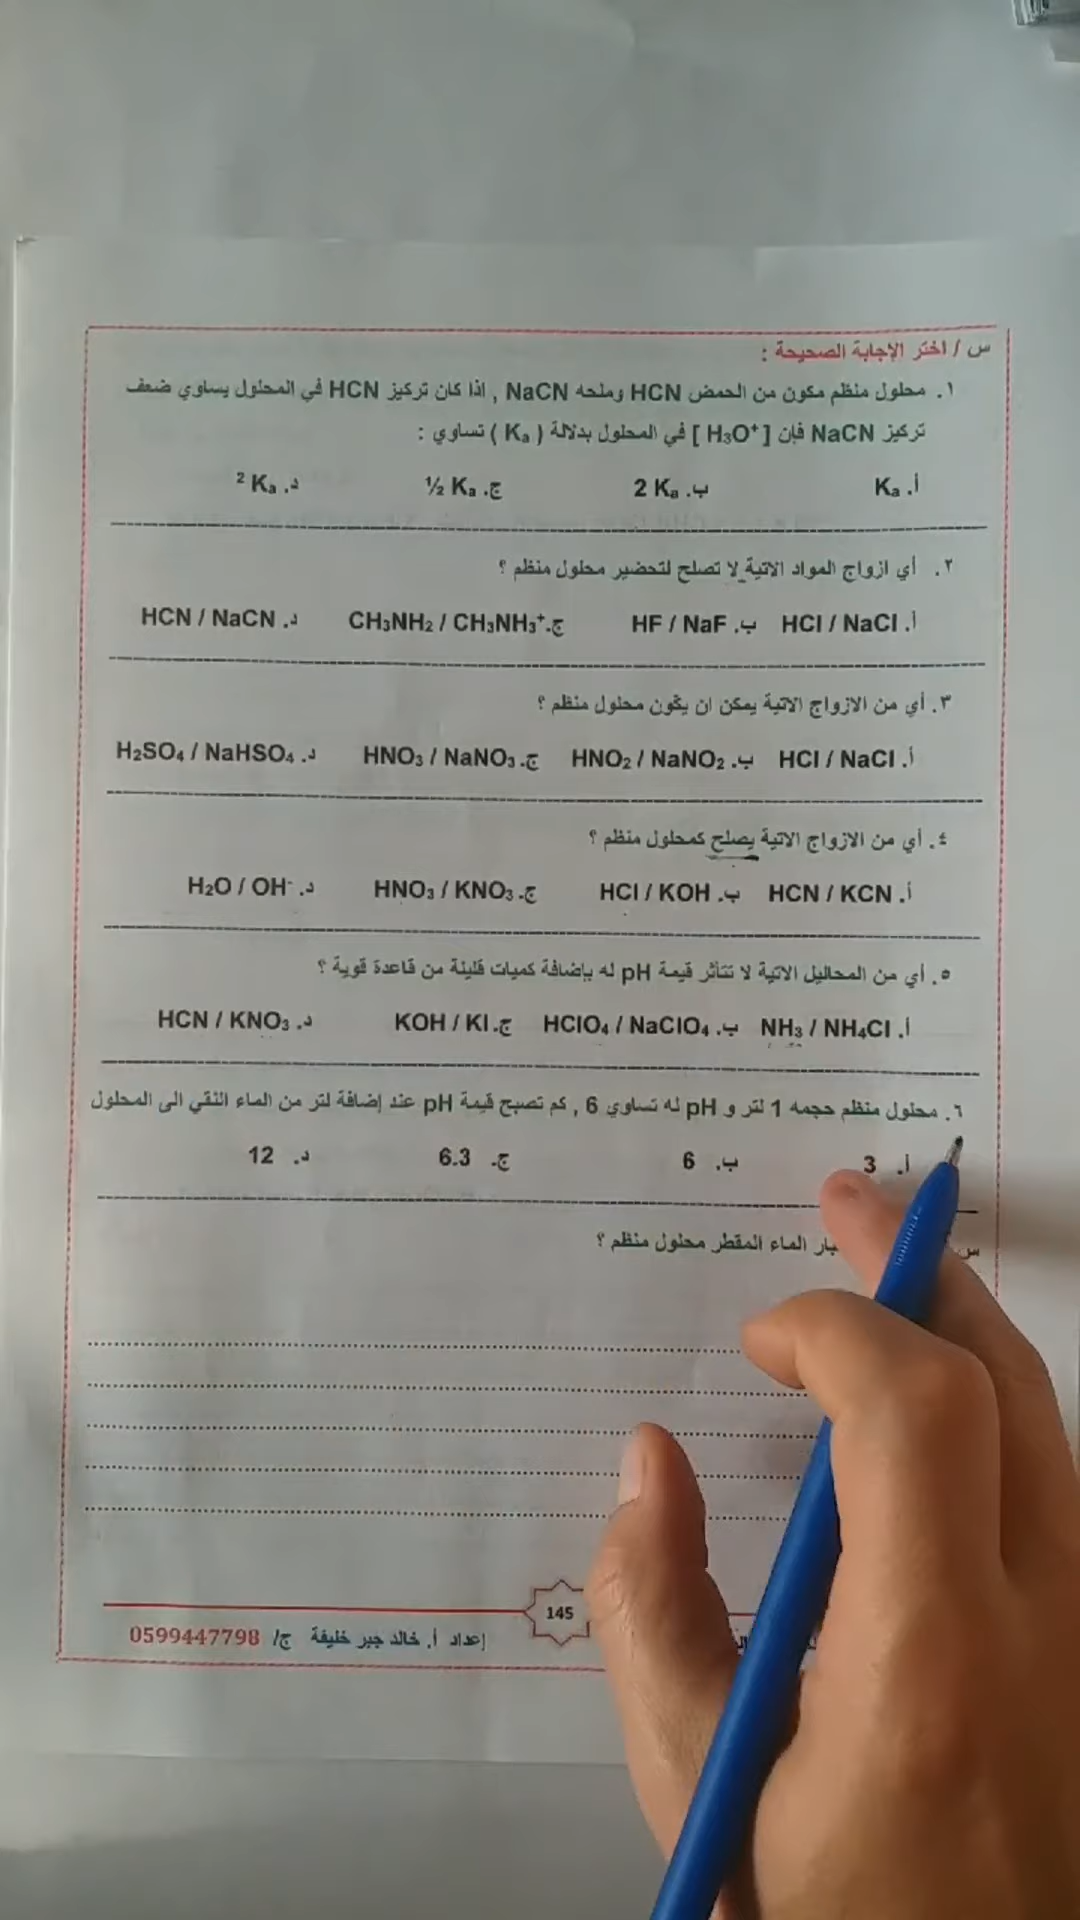 س / اختر الإجابة الصحيحة :
١. محلول منظم مكون من الحمض HCN وملحه NaCN , اذا كان تركيز HCN في المحلول يساوي ضعف
تركيز NaCN فإن [ H₃O⁺ ] في المحلول بدلالة ( Kₐ ) تساوي :
أ. Kₐ ب. 2 Kₐ ج. ½ Kₐ د. ² Kₐ
٢. أي ازواج المواد الاتية لا تصلح لتحضير محلول منظم ؟
أ. HCl / NaCl ب. HF / NaF ج. CH₃NH₂ / CH₃NH₃⁺ د. HCN / NaCN
٣. أي من الازواج الاتية يمكن ان يكّون محلول منظم ؟
أ. HCl / NaCl ب. HNO₂ / NaNO₂ ج. HNO₃ / NaNO₃ د. H₂SO₄ / NaHSO₄
٤. أي من الازواج الاتية يصلح كمحلول منظم ؟
أ. HCN / KCN ب. HCl / KOH ج. HNO₃ / KNO₃ د. H₂O / OH⁻
٥. أي من المحاليل الاتية لا تتأثر قيمة pH له بإضافة كميات قليلة من قاعدة قوية ؟
أ. NH₃ / NH₄Cl ب. HClO₄ / NaClO₄ ج. KOH / KI د. HCN / KNO₃
٦. محلول منظم حجمه 1 لتر و pH له تساوي 6 , كم تصبح قيمة pH عند إضافة لتر من الماء النقي الى المحلول
أ. 3 ب. 6 ج. 6.3 د. 12
س الماء المقطر محلول منظم ؟
145
إعداد أ. خالد جبر خليفة ج/ 0599447798